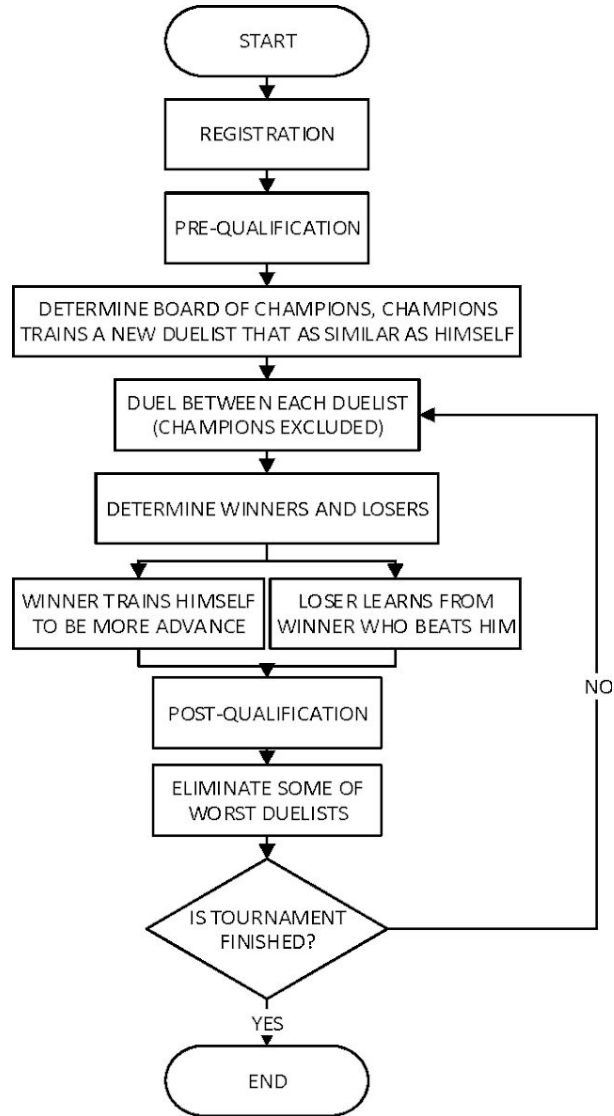 START
REGISTRATION
PRE-QUALIFICATION
DETERMINE BOARD OF CHAMPIONS, CHAMPIONS
TRAINS A NEW DUELIST THAT AS SIMILAR AS HIMSELF
DUEL BETWEEN EACH DUELIST
(CHAMPIONS EXCLUDED)
DETERMINE WINNERS AND LOSERS
WINNER TRAINS HIMSELF
TO BE MORE ADVANCE
LOSER LEARNS FROM
WINNER WHO BEATS HIM
POST-QUALIFICATION
ELIMINATE SOME OF
WORST DUELISTS
IS TOURNAMENT
FINISHED?
NO
YES
END